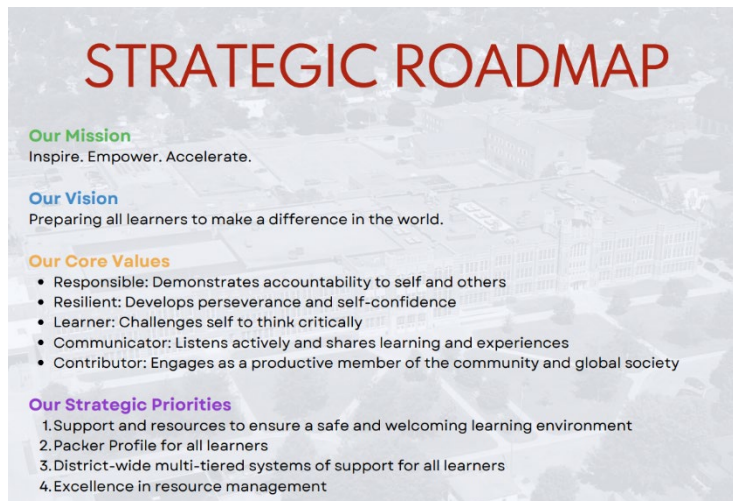 STRATEGIC ROADMAP
Our Mission
Inspire. Empower. Accelerate.
Our Vision
Preparing all learners to make a difference in the world.
Our Core Values
• Responsible: Demonstrates accountability to self and others
• Resilient: Develops perseverance and self-confidence
• Learner: Challenges self to think critically
• Communicator: Listens actively and shares learning and experiences
• Contributor: Engages as a productive member of the community and global society
Our Strategic Priorities
1. Support and resources to ensure a safe and welcoming learning environment
2. Packer Profile for all learners
3. District-wide multi-tiered systems of support for all learners
4. Excellence in resource management